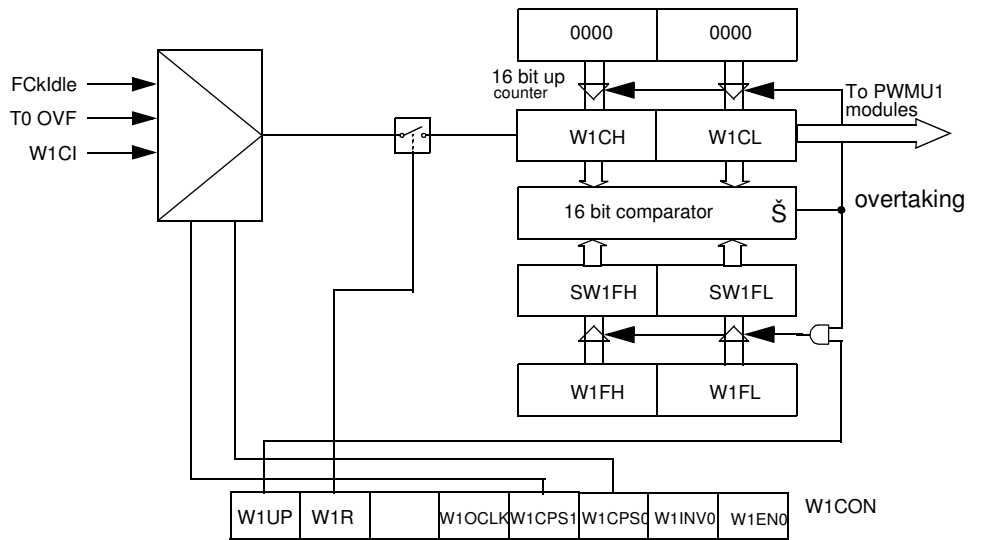 0000 0000
FCkIdle
T0 OVF
W1CI
16 bit up
counter
To PWMU1
modules
W1CH W1CL
16 bit comparator Š
overtaking
SW1FH SW1FL
W1FH W1FL
W1UP W1R W1OCLK W1CPS1 W1CPS0 W1INV0 W1EN0
W1CON